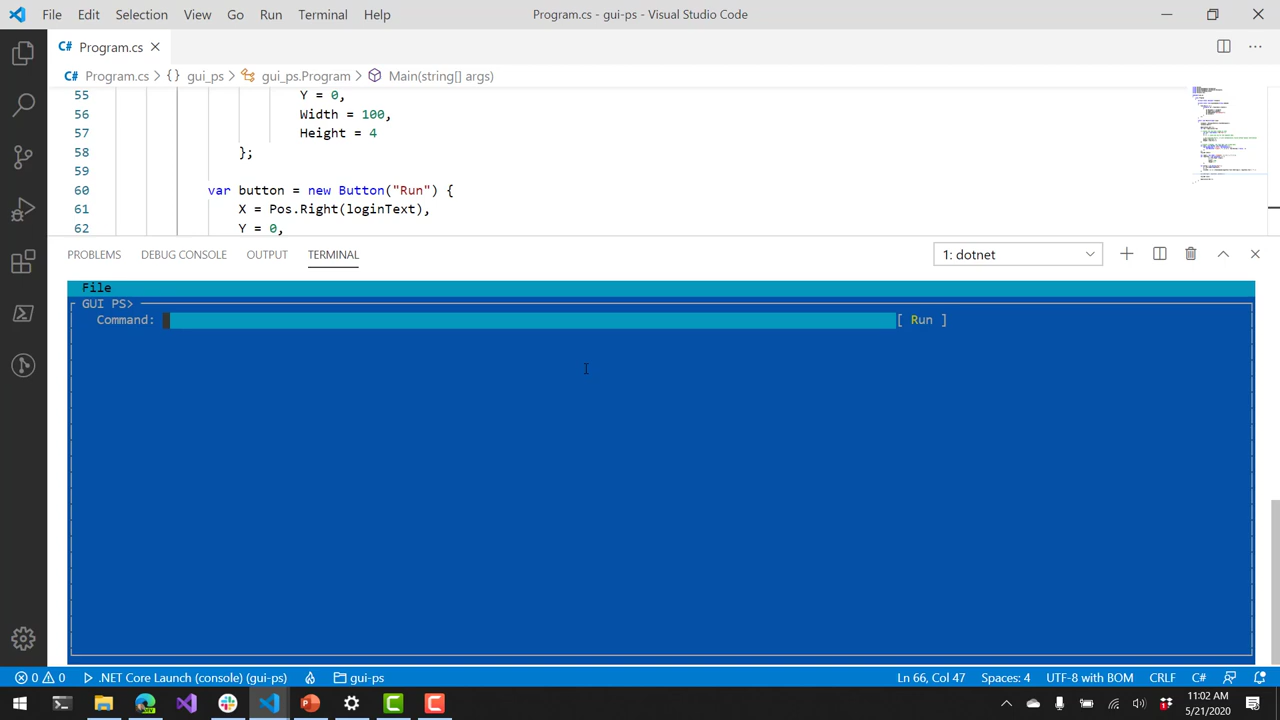 File Edit Selection View Go Run Terminal Help Program.cs - gui-ps - Visual Studio Code
C# Program.cs
C# Program.cs > {} gui_ps > gui_ps.Program > Main(string[] args)
55 Y = 0,
56 Width = 100,
57 Height = 4
58 };
59
60 var button = new Button("Run") {
61 X = Pos.Right(loginText),
62 Y = 0,
PROBLEMS DEBUG CONSOLE OUTPUT TERMINAL 1: dotnet
File
GUI PS>
Command: [ Run ]
0 0 .NET Core Launch (console) (gui-ps) gui-ps Ln 66, Col 47 Spaces: 4 UTF-8 with BOM CRLF C#
11:02 AM
5/21/2020